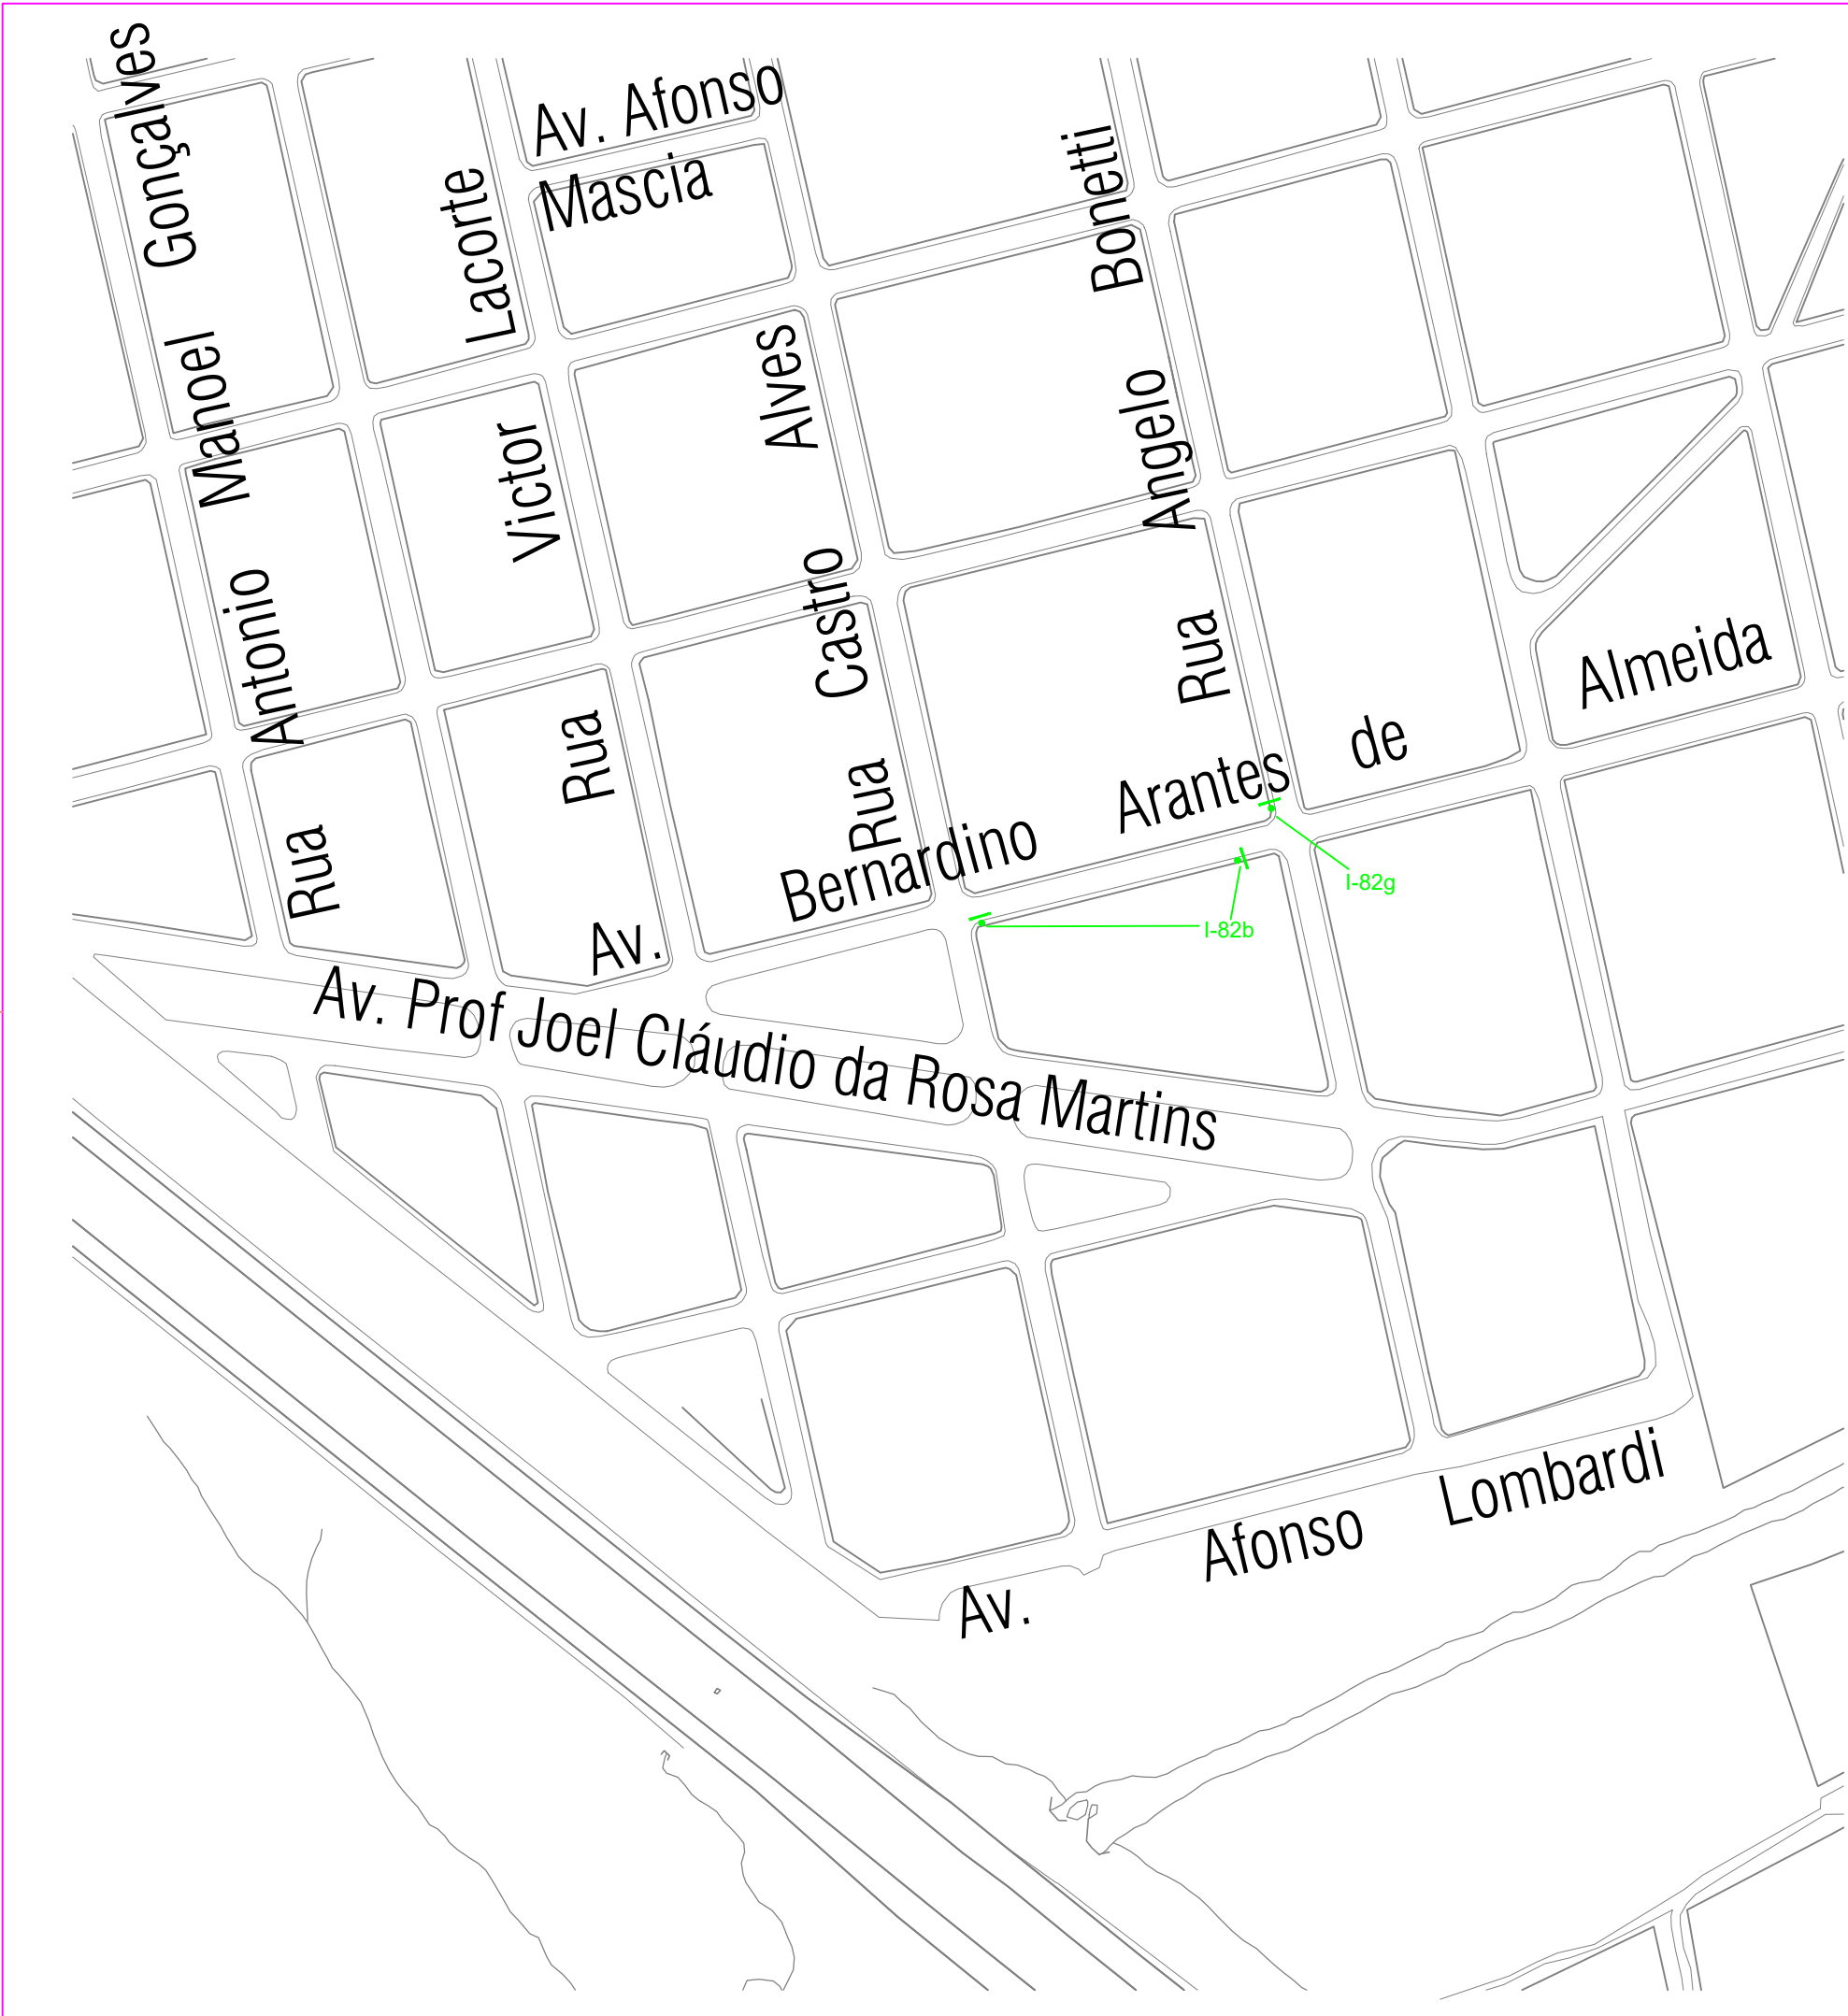 Av. Afonso
Mascia
Rua Antonio Manoel Gonçalves
Rua Victor Lacorte
Rua Castro Alves
Rua Angelo Bonetti
Av. Bernardino Arantes de Almeida
I-82g
I-82b
Av. Prof Joel Cláudio da Rosa Martins
Av. Afonso Lombardi